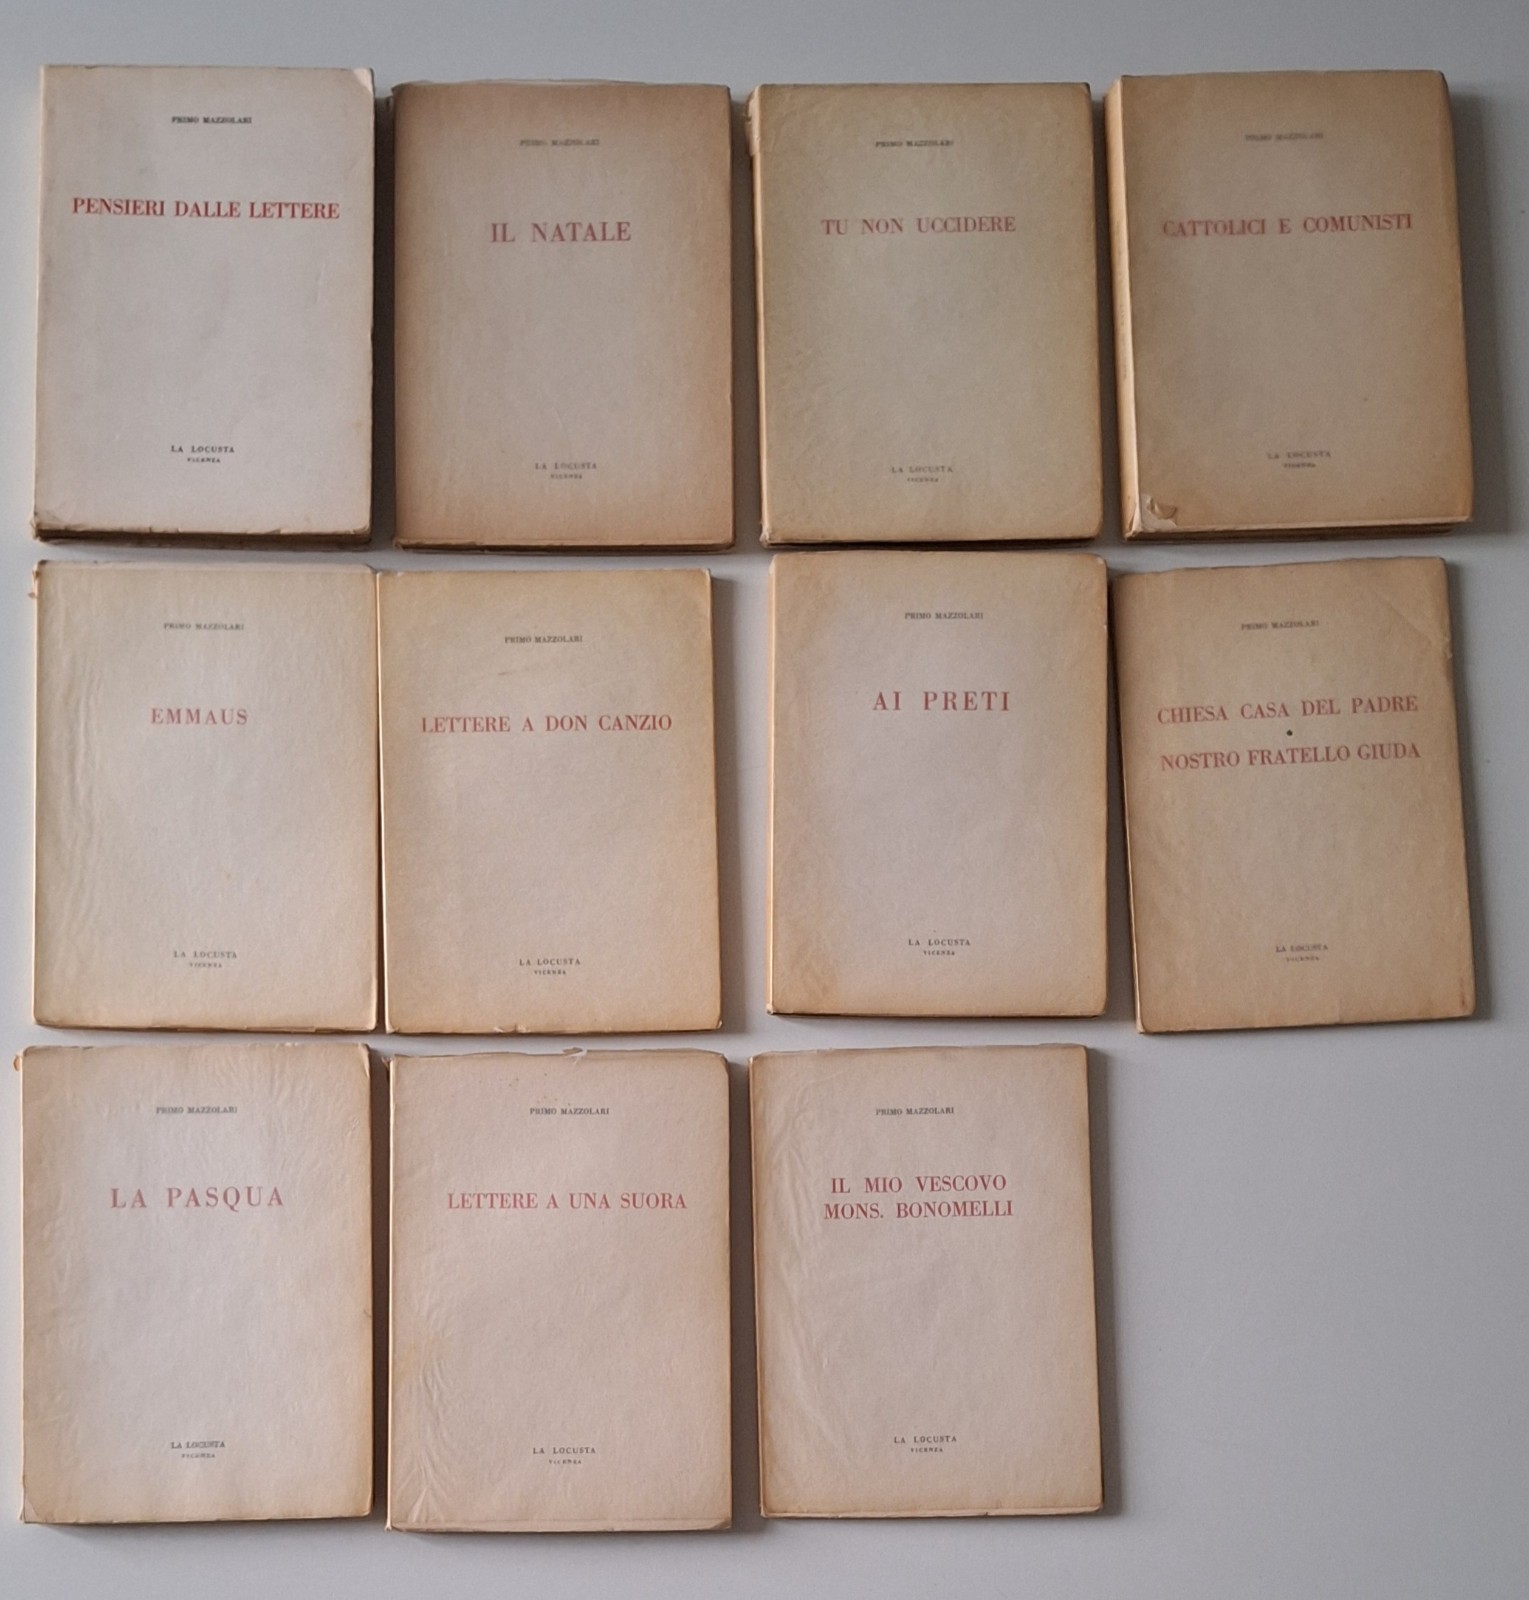 PRIMO MAZZOLARI
PENSIERI DALLE LETTERE
LA LOCUSTA
VICENZA
PRIMO MAZZOLARI
IL NATALE
LA LOCUSTA
VICENZA
PRIMO MAZZOLARI
TU NON UCCIDERE
LA LOCUSTA
VICENZA
PRIMO MAZZOLARI
CATTOLICI E COMUNISTI
LA LOCUSTA
VICENZA
PRIMO MAZZOLARI
EMMAUS
LA LOCUSTA
VICENZA
PRIMO MAZZOLARI
LETTERE A DON CANZIO
LA LOCUSTA
VICENZA
PRIMO MAZZOLARI
AI PRETI
LA LOCUSTA
VICENZA
PRIMO MAZZOLARI
CHIESA CASA DEL PADRE
•
NOSTRO FRATELLO GIUDA
LA LOCUSTA
VICENZA
PRIMO MAZZOLARI
LA PASQUA
LA LOCUSTA
VICENZA
PRIMO MAZZOLARI
LETTERE A UNA SUORA
LA LOCUSTA
VICENZA
PRIMO MAZZOLARI
IL MIO VESCOVO
MONS. BONOMELLI
LA LOCUSTA
VICENZA